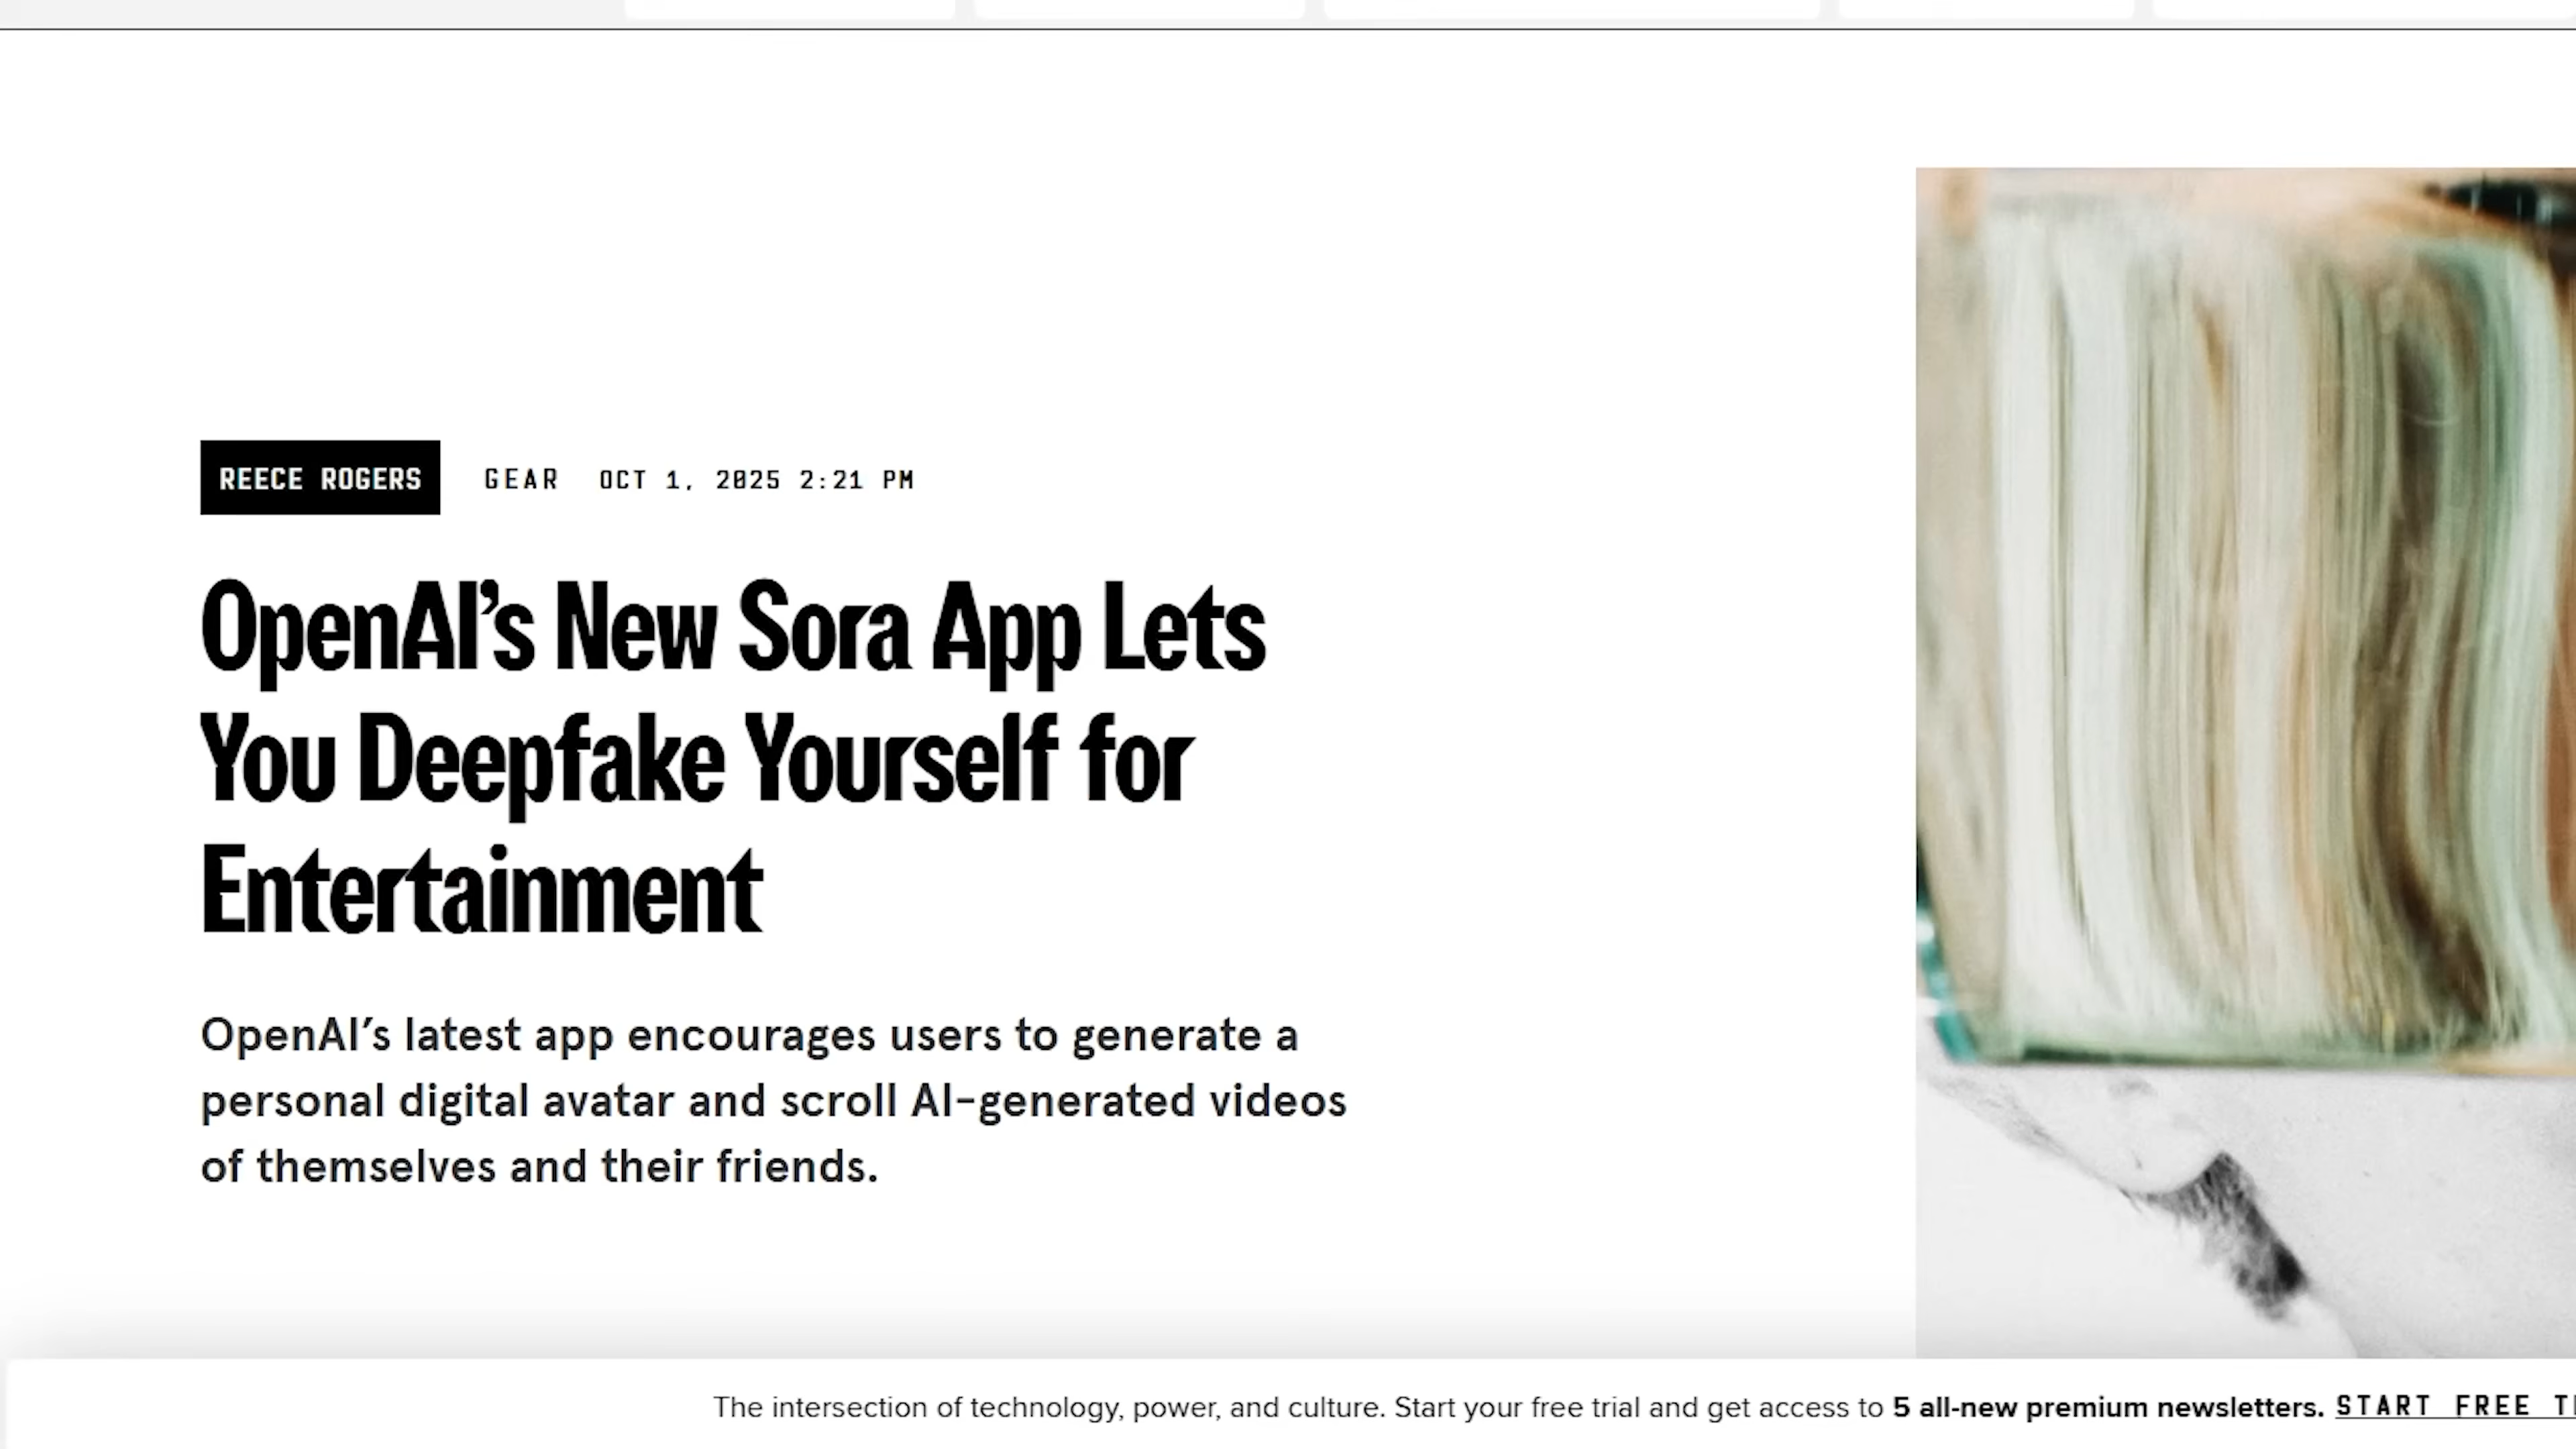 REECE ROGERS GEAR OCT 1, 2025 2:21 PM
OpenAI’s New Sora App Lets
You Deepfake Yourself for
Entertainment
OpenAI’s latest app encourages users to generate a
personal digital avatar and scroll AI-generated videos
of themselves and their friends.
The intersection of technology, power, and culture. Start your free trial and get access to 5 all-new premium newsletters. START FREE